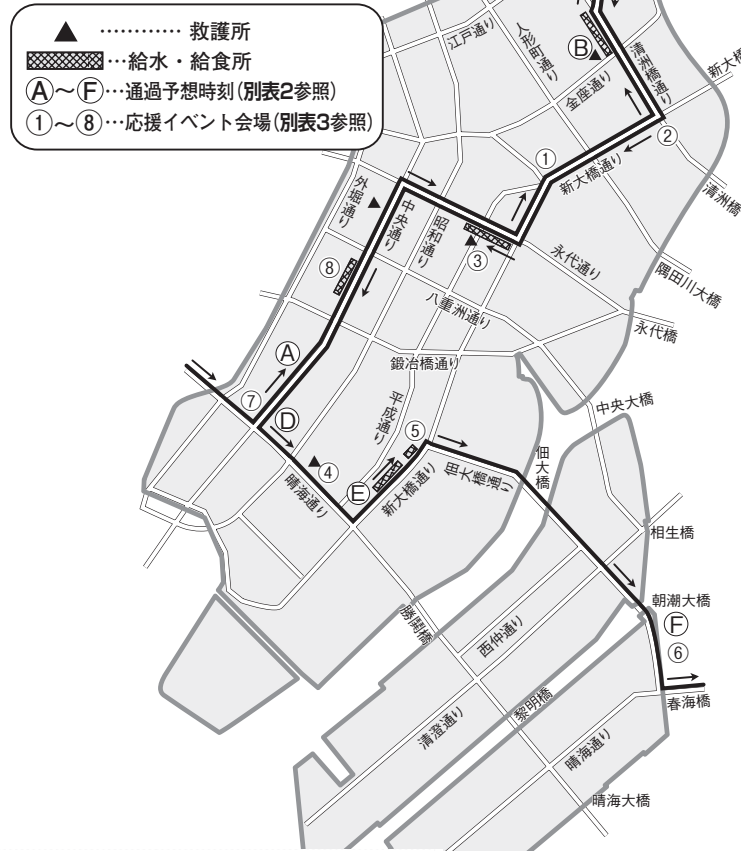 ▲ ………… 救護所
…給水・給食所
Ⓐ～Ⓕ…通過予想時刻(別表2参照)
①～⑧…応援イベント会場(別表3参照)
江戸通り
人形町通り
Ⓑ
金座通り
清洲橋通り
新大橋
①
②
新大橋通り
清洲橋
外堀通り
中央通り
昭和通り
③
永代通り
隅田川大橋
⑧
八重洲通り
永代橋
Ⓐ
鍛冶橋通り
⑦
平成通り
中央大橋
Ⓓ
⑤
④
佃大橋
晴海通り
Ⓔ
新大橋通り
佃大橋通り
相生橋
朝潮大橋
勝鬨橋
西仲通り
Ⓕ
⑥
春海橋
清澄通り
黎明橋
晴海通り
晴海大橋